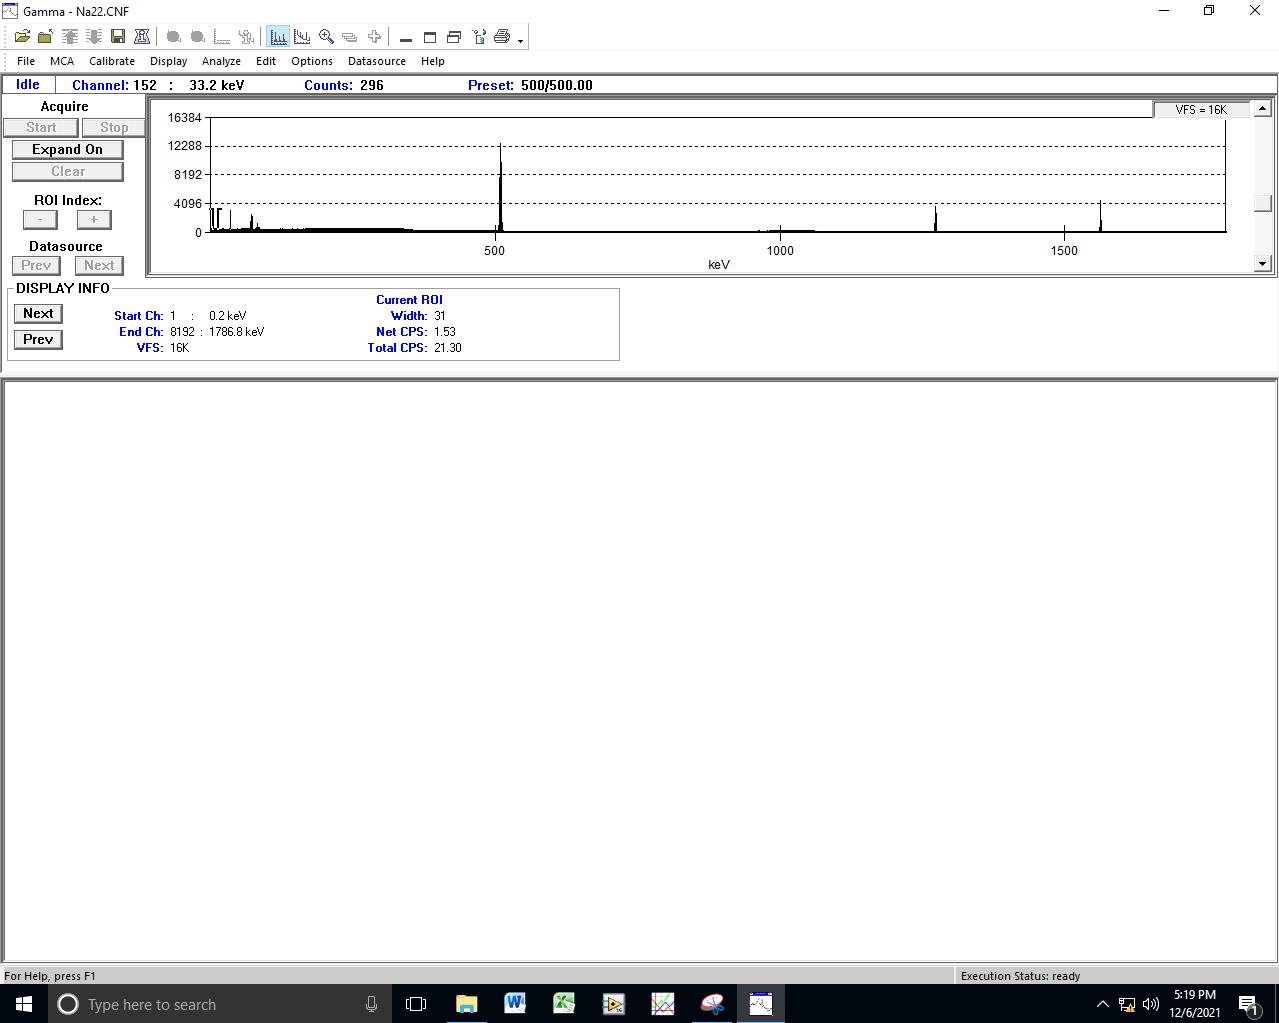 Gamma - Na22.CNF
File MCA Calibrate Display Analyze Edit Options Datasource Help
Idle Channel: 152 : 33.2 keV Counts: 296 Preset: 500/500.00
Acquire
Start Stop
Expand On
Clear
ROI Index:
- +
Datasource
Prev Next
VFS = 16K
16384
12288
8192
4096
0
500 1000 1500
keV
DISPLAY INFO
Next
Prev
Start Ch: 1 : 0.2 keV
End Ch: 8192 : 1786.8 keV
VFS: 16K
Current ROI
Width: 31
Net CPS: 1.53
Total CPS: 21.30
For Help, press F1 Execution Status: ready
Type here to search
5:19 PM
12/6/2021
1